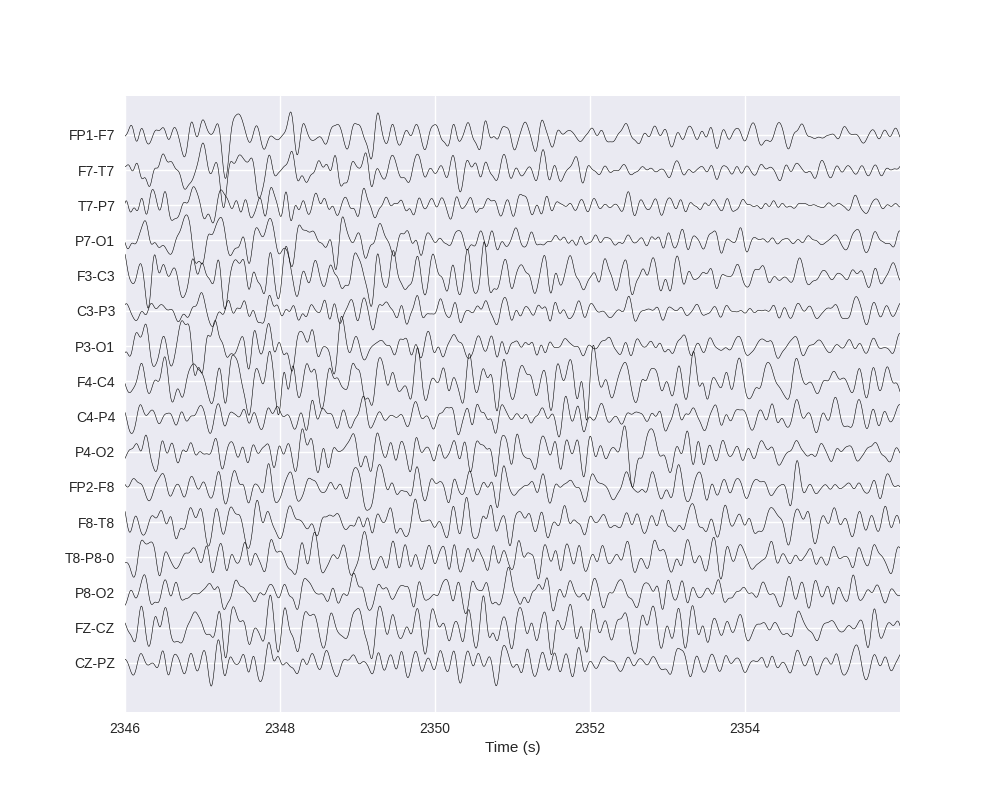 FP1-F7
F7-T7
T7-P7
P7-O1
F3-C3
C3-P3
P3-O1
F4-C4
C4-P4
P4-O2
FP2-F8
F8-T8
T8-P8-0
P8-O2
FZ-CZ
CZ-PZ
2346 2348 2350 2352 2354
Time (s)